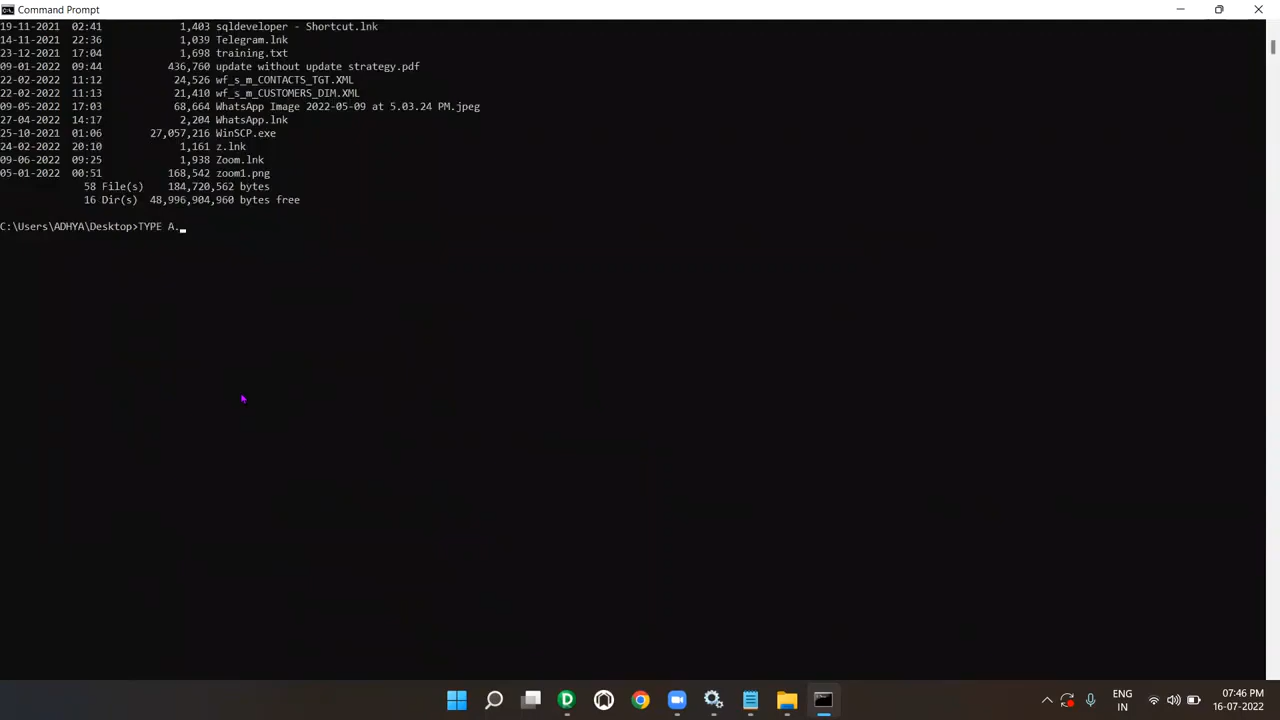 Command Prompt
19-11-2021  02:41             1,403 sqldeveloper - Shortcut.lnk
14-11-2021  22:36             1,039 Telegram.lnk
23-12-2021  17:04             1,698 training.txt
09-01-2022  09:44           436,760 update without update strategy.pdf
22-02-2022  11:12            24,526 wf_s_m_CONTACTS_TGT.XML
22-02-2022  11:13            21,410 wf_s_m_CUSTOMERS_DIM.XML
09-05-2022  17:03            68,664 WhatsApp Image 2022-05-09 at 5.03.24 PM.jpeg
27-04-2022  14:17             2,204 WhatsApp.lnk
25-10-2021  01:06        27,057,216 WinSCP.exe
24-02-2022  20:10             1,161 z.lnk
09-06-2022  09:25             1,938 Zoom.lnk
05-01-2022  00:51           168,542 zoom1.png
58 File(s)    184,720,562 bytes
16 Dir(s)  48,996,904,960 bytes free
C:\Users\ADHYA\Desktop>TYPE A.
ENG
IN
07:46 PM
16-07-2022